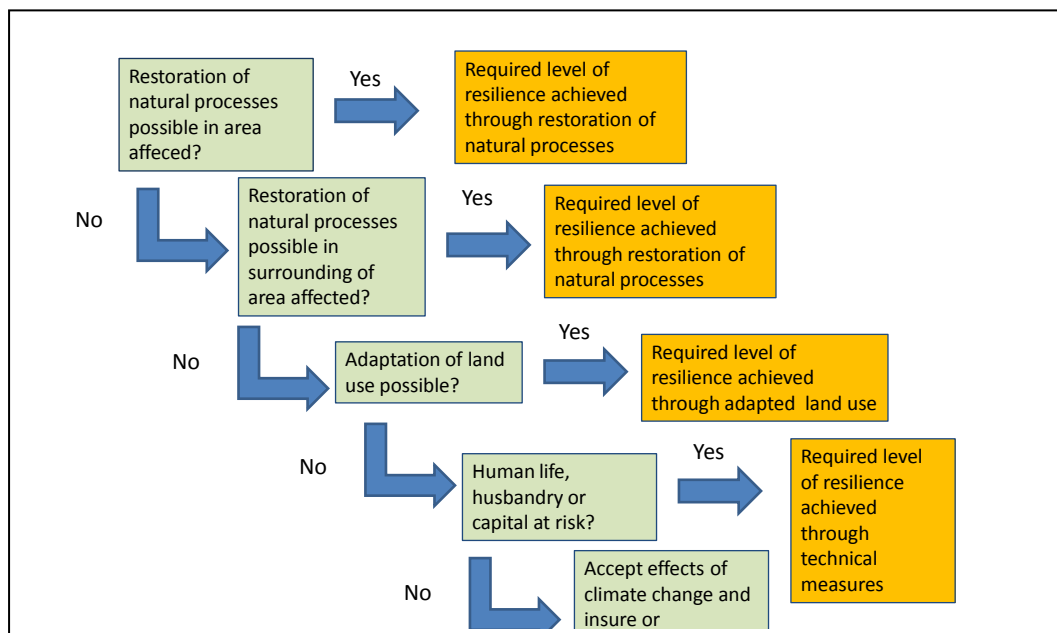 Restoration of
natural processes
possible in area
affeced?
Yes
Required level of
resilience achieved
through restoration of
natural processes
No
Restoration of
natural processes
possible in
surrounding of
area affected?
Yes
Required level of
resilience achieved
through restoration of
natural processes
No
Adaptation of land
use possible?
Yes
Required level of
resilience achieved
through adapted  land use
No
Human life,
husbandry or
capital at risk?
Yes
Required level
of resilience
achieved
through
technical
measures
No
Accept effects of
climate change and
insure or